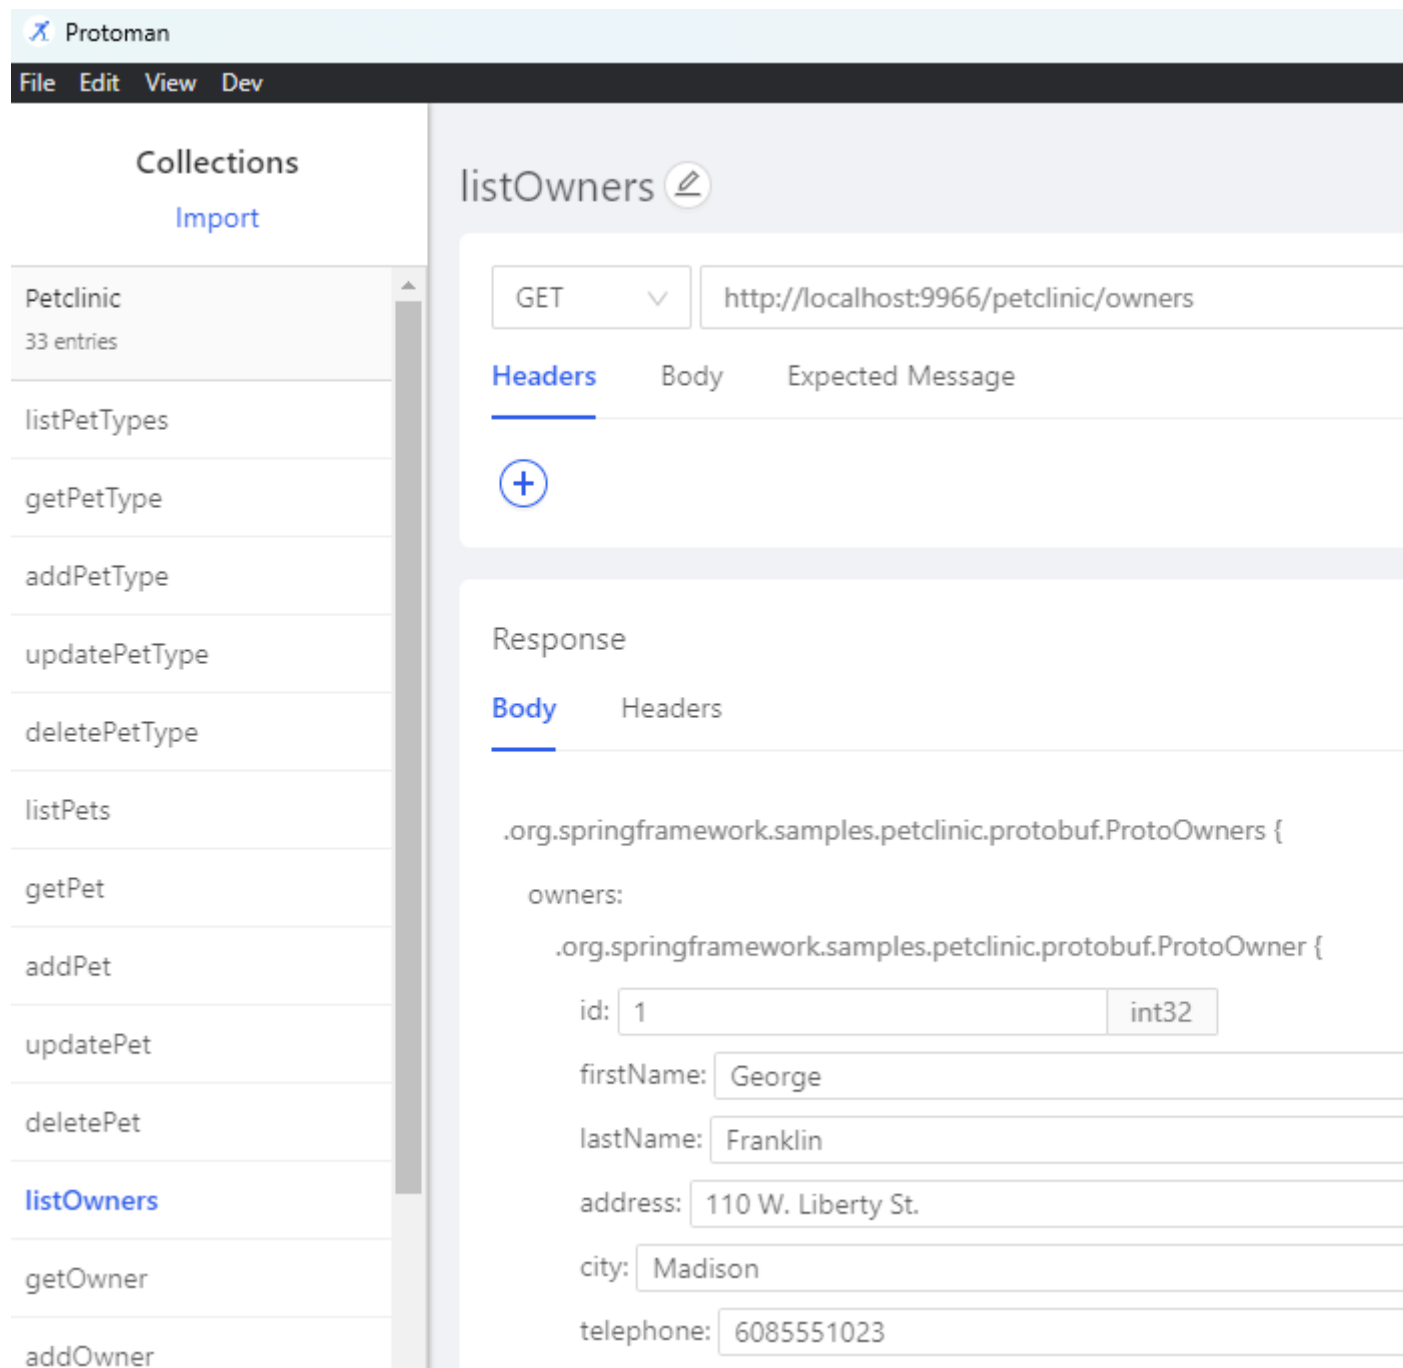 Protoman
File Edit View Dev
Collections
Import
Petclinic
33 entries
listPetTypes
getPetType
addPetType
updatePetType
deletePetType
listPets
getPet
addPet
updatePet
deletePet
listOwners
getOwner
addOwner
listOwners
GET http://localhost:9966/petclinic/owners
Headers Body Expected Message
Response
Body Headers
.org.springframework.samples.petclinic.protobuf.ProtoOwners {
owners:
.org.springframework.samples.petclinic.protobuf.ProtoOwner {
id: 1 int32
firstName: George
lastName: Franklin
address: 110 W. Liberty St.
city: Madison
telephone: 6085551023